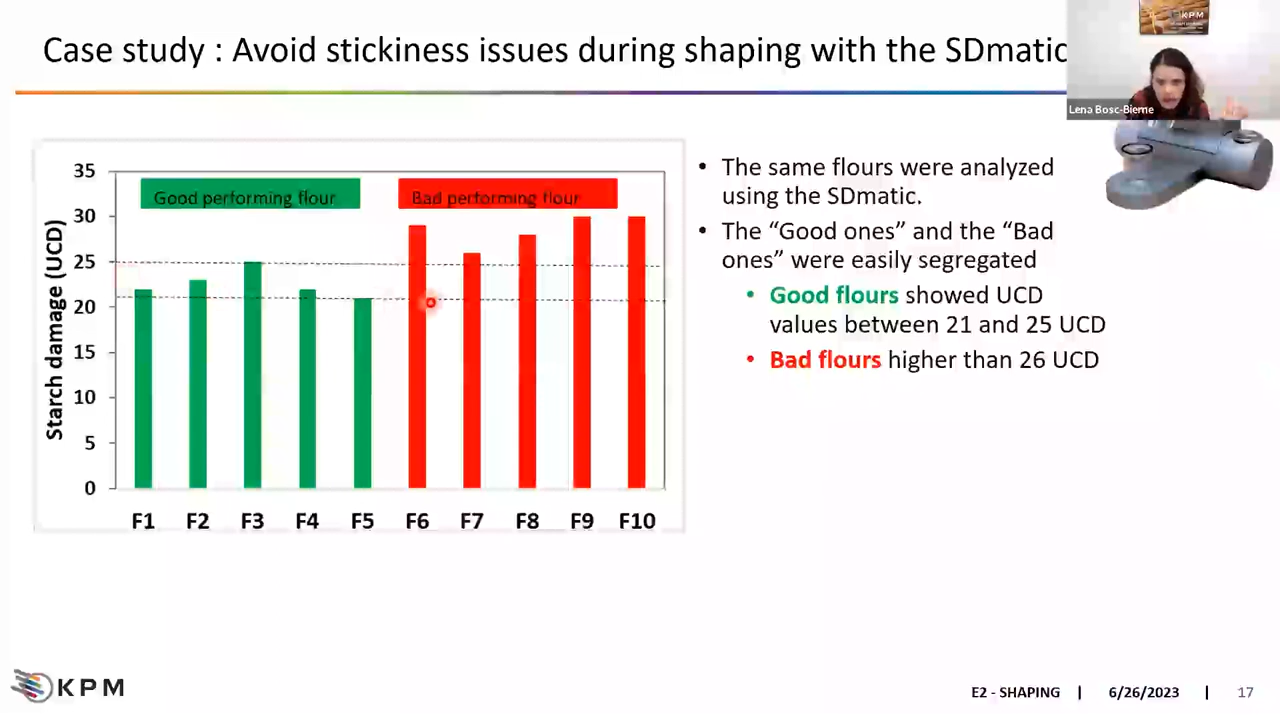 Case study : Avoid stickiness issues during shaping with the SDmatic
KPM
Lena Bosc-Bierne
35
30
25
20
15
10
5
0
Starch damage (UCD)
Good performing flour
Bad performing flour
F1 F2 F3 F4 F5 F6 F7 F8 F9 F10
• The same flours were analyzed
using the SDmatic.
• The “Good ones” and the “Bad
ones” were easily segregated
• Good flours showed UCD
values between 21 and 25 UCD
• Bad flours higher than 26 UCD
KPM
E2 - SHAPING | 6/26/2023 | 17